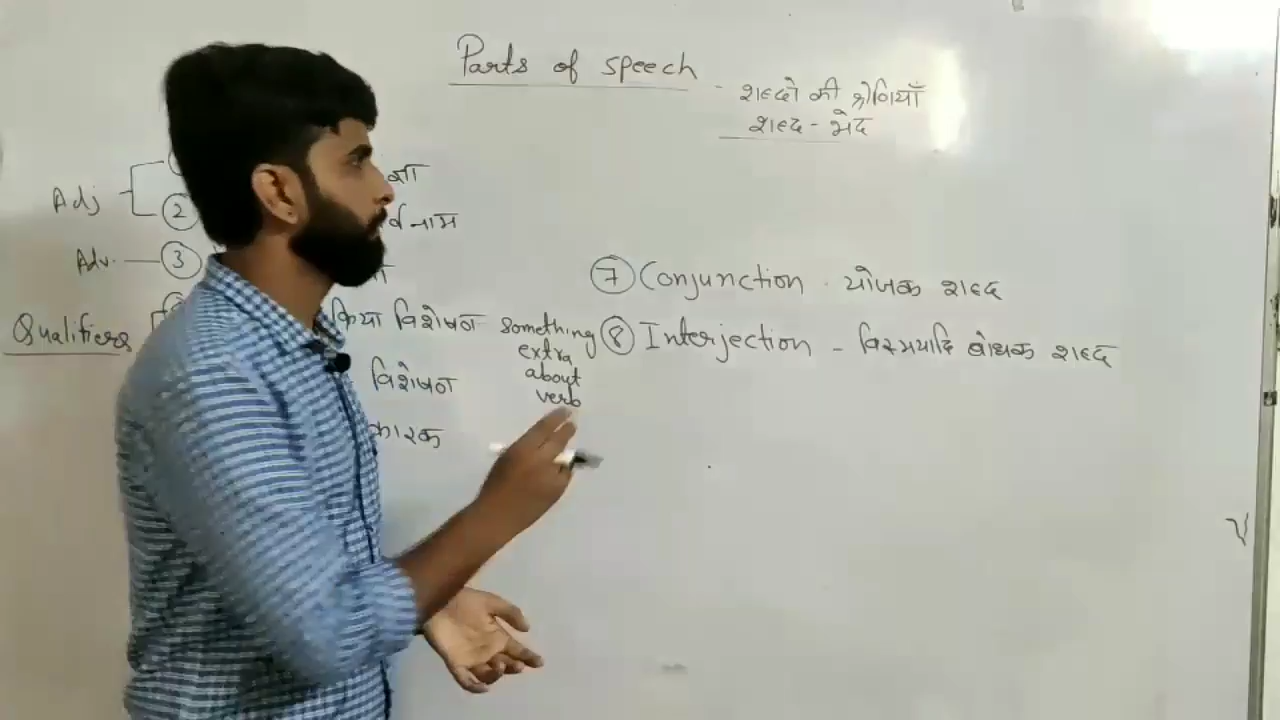 Parts of speech - शब्दो की श्रेणियाँ
शब्द - भेद
Adj
②
Adv. — ③
Qualifiers
क्रिया विशेषण something
extra
about
verb
विशेषण
कारक
⑦ Conjunction - योजक शब्द
⑧ Interjection - विस्मयादि बोधक शब्द